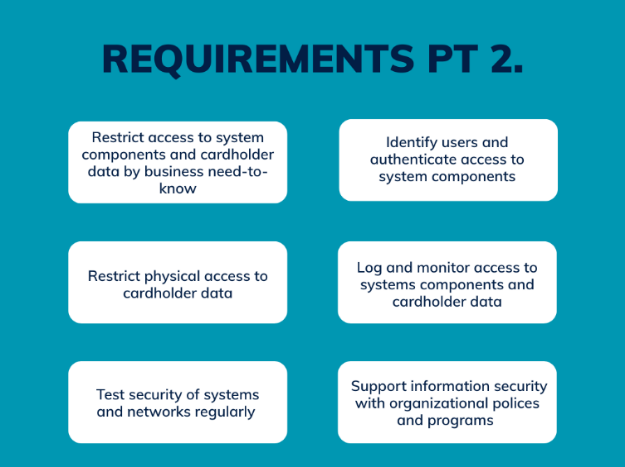 REQUIREMENTS PT 2.
Restrict access to system
components and cardholder
data by business need-to-
know
Identify users and
authenticate access to
system components
Restrict physical access to
cardholder data
Log and monitor access to
systems components and
cardholder data
Test security of systems
and networks regularly
Support information security
with organizational polices
and programs